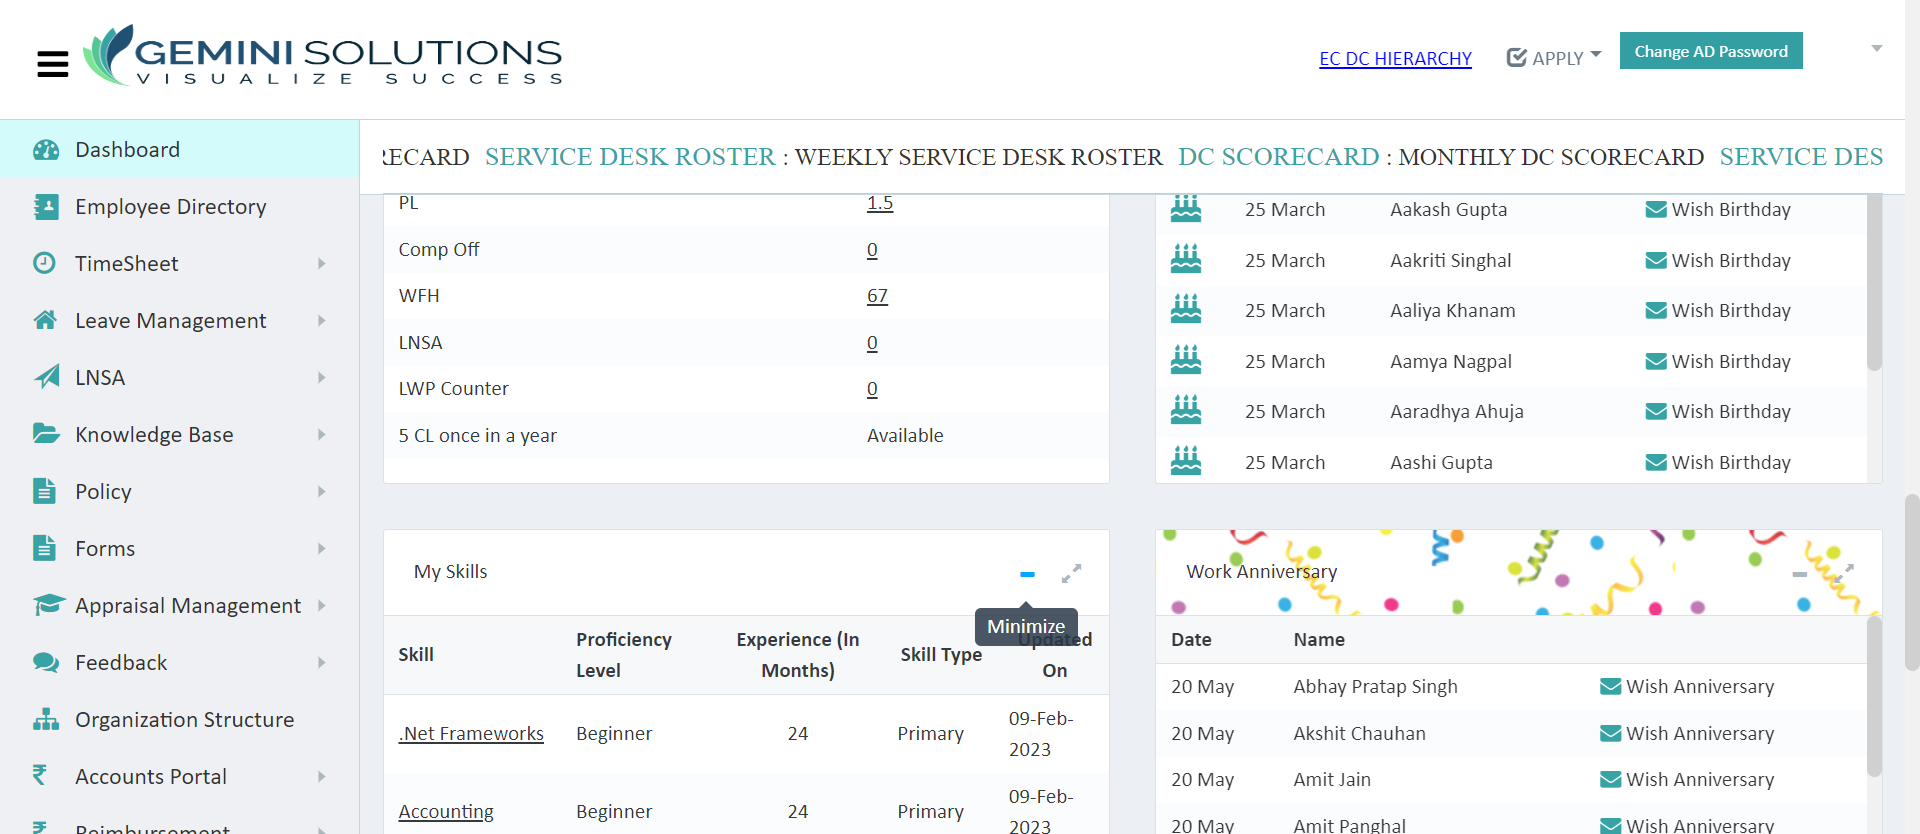 GEMINI SOLUTIONS
VISUALIZE SUCCESS
EC DC HIERARCHY
APPLY
Change AD Password
Dashboard
Employee Directory
TimeSheet
Leave Management
LNSA
Knowledge Base
Policy
Forms
Appraisal Management
Feedback
Organization Structure
Accounts Portal
Reimbursement
RECARD SERVICE DESK ROSTER : WEEKLY SERVICE DESK ROSTER DC SCORECARD : MONTHLY DC SCORECARD SERVICE DES
PL 1.5
Comp Off 0
WFH 67
LNSA 0
LWP Counter 0
5 CL once in a year Available
25 March Aakash Gupta Wish Birthday
25 March Aakriti Singhal Wish Birthday
25 March Aaliya Khanam Wish Birthday
25 March Aamya Nagpal Wish Birthday
25 March Aaradhya Ahuja Wish Birthday
25 March Aashi Gupta Wish Birthday
My Skills
Minimize
Skill Proficiency Level Experience (In Months) Skill Type Updated On
.Net Frameworks Beginner 24 Primary 09-Feb-2023
Accounting Beginner 24 Primary 09-Feb-2023
Work Anniversary
Date Name
20 May Abhay Pratap Singh Wish Anniversary
20 May Akshit Chauhan Wish Anniversary
20 May Amit Jain Wish Anniversary
20 May Amit Panghal Wish Anniversary